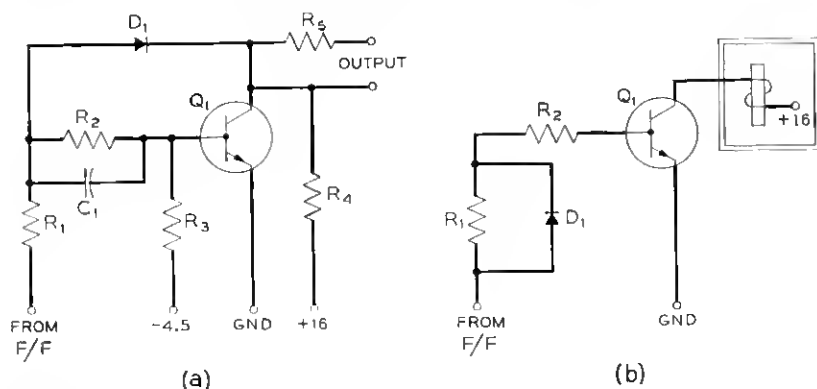 D1
R5
OUTPUT
Q1
R2
C1
R1
R3
R4
FROM
F/F
-4.5
GND
+16
(a)
Q1
R2
+16
R1
D1
FROM
F/F
GND
(b)